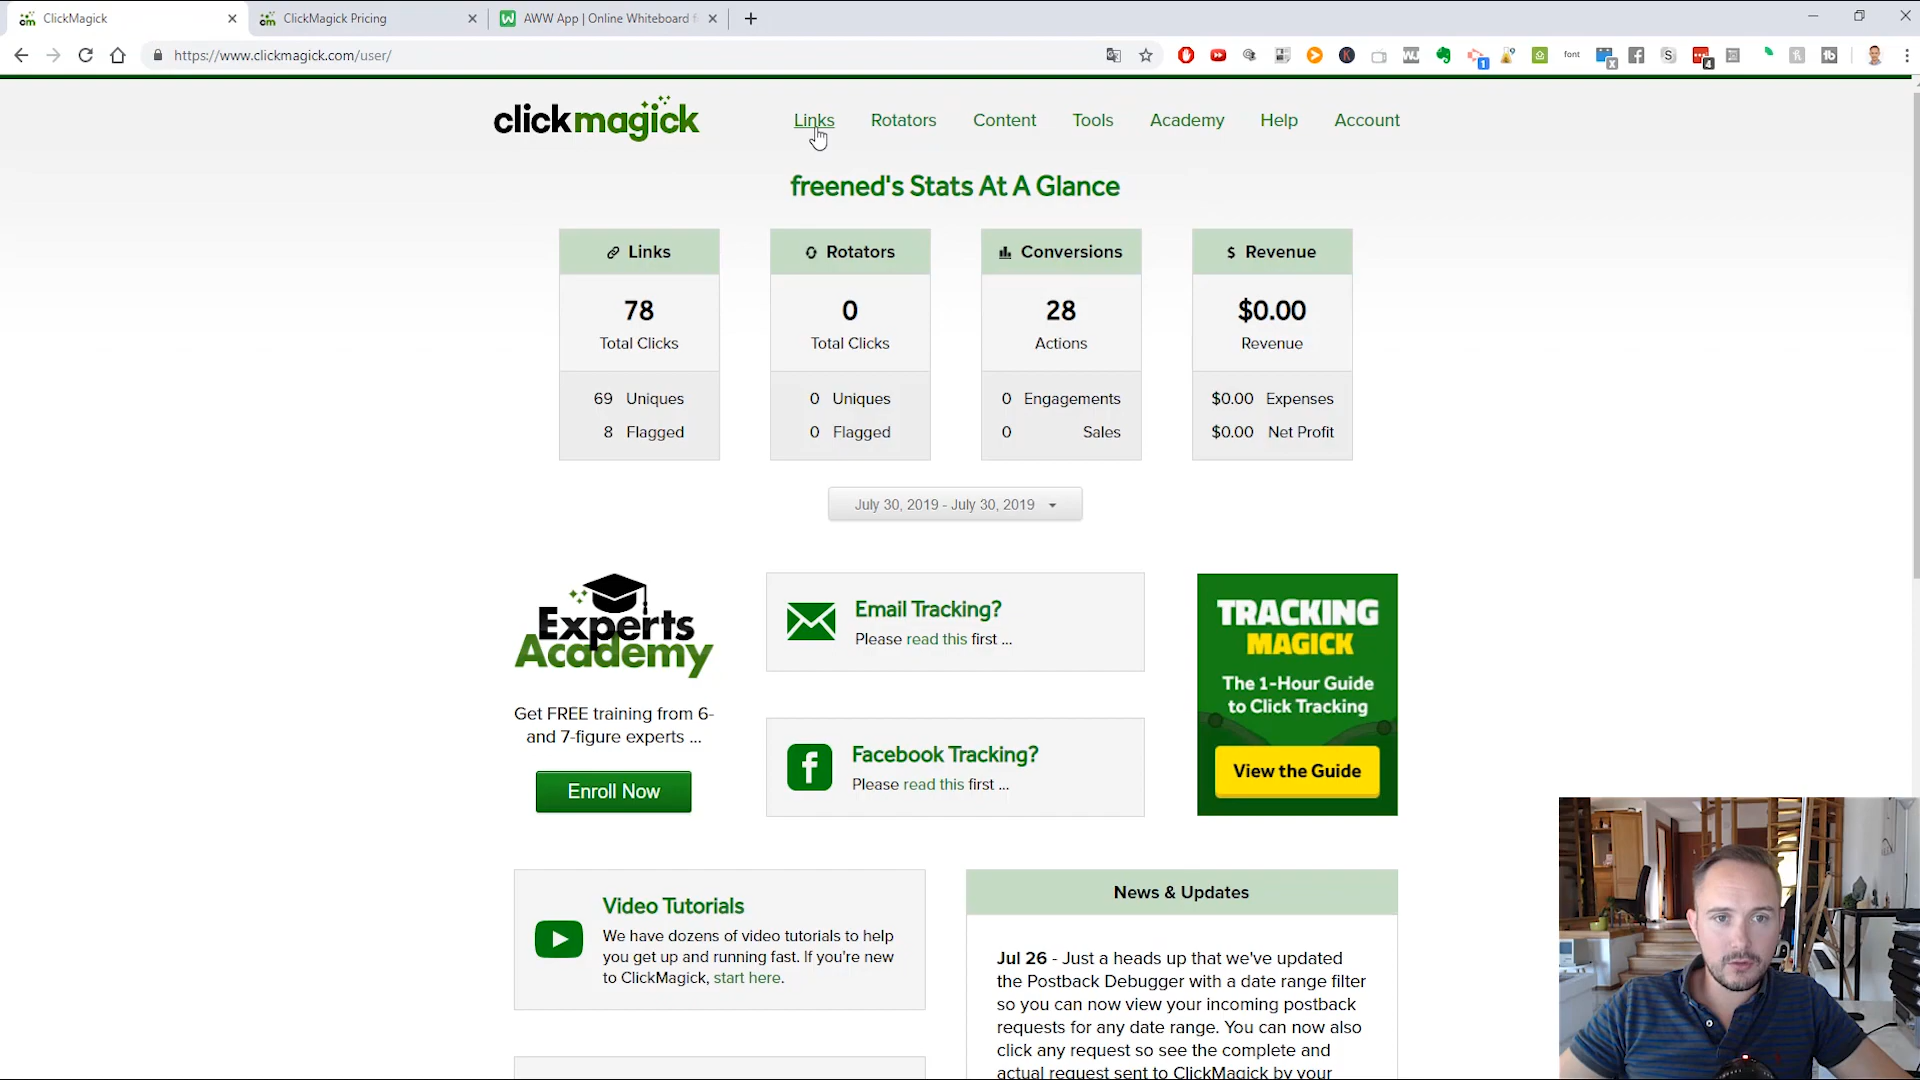 ClickMagick
ClickMagick Pricing
AWW App | Online Whiteboard
https://www.clickmagick.com/user/
font
clickmagick
Links
Rotators
Content
Tools
Academy
Help
Account
freened's Stats At A Glance
Links
78
Total Clicks
69 Uniques
8 Flagged
Rotators
0
Total Clicks
0 Uniques
0 Flagged
Conversions
28
Actions
0 Engagements
0 Sales
$ Revenue
$0.00
Revenue
$0.00 Expenses
$0.00 Net Profit
July 30, 2019 - July 30, 2019
Experts
Academy
Get FREE training from 6-
and 7-figure experts ...
Enroll Now
Email Tracking?
Please read this first ...
Facebook Tracking?
Please read this first ...
TRACKING
MAGICK
The 1-Hour Guide
to Click Tracking
View the Guide
Video Tutorials
We have dozens of video tutorials to help
you get up and running fast. If you're new
to ClickMagick, start here.
News & Updates
Jul 26 - Just a heads up that we've updated
the Postback Debugger with a date range filter
so you can now view your incoming postback
requests for any date range. You can now also
click any request so see the complete and
actual request sent to ClickMagick by your